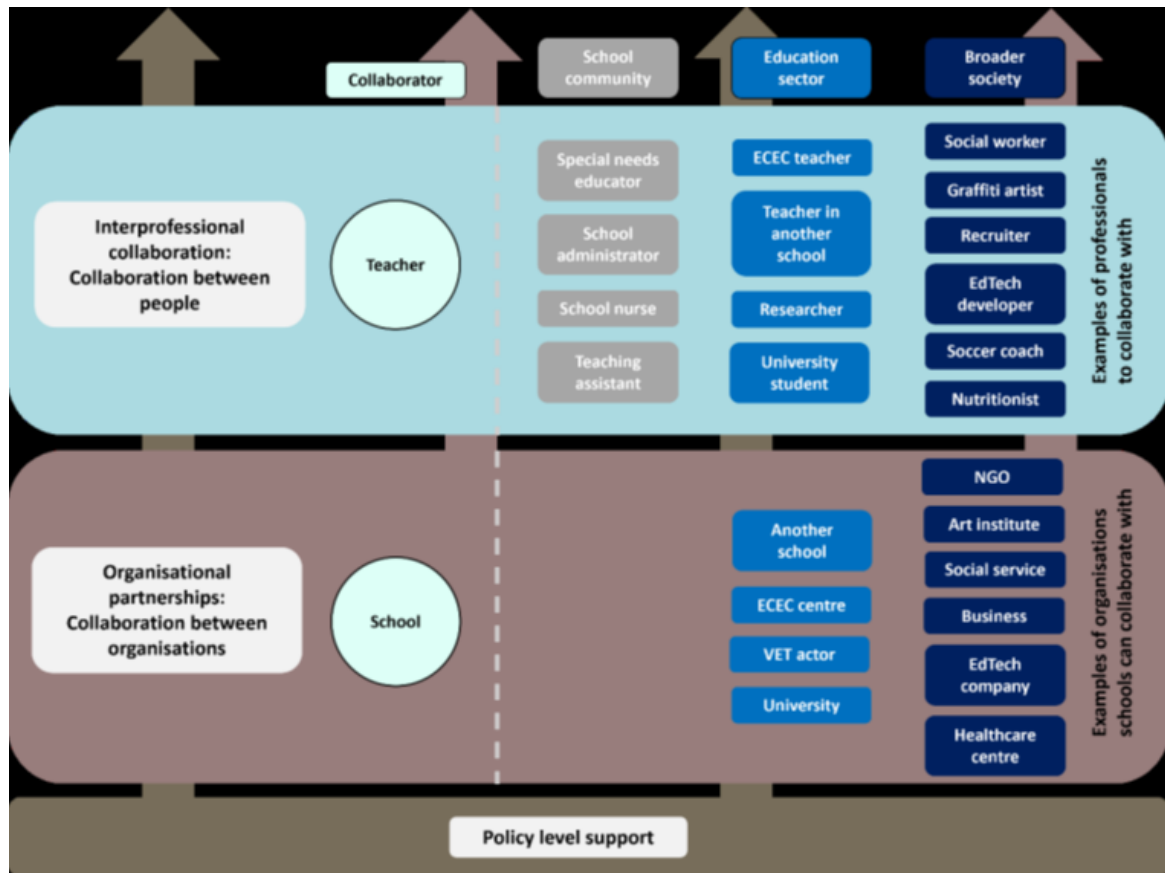 Collaborator
School
community
Education
sector
Broader
society
Interprofessional
collaboration:
Collaboration between
people
Teacher
Special needs
educator
School
administrator
School nurse
Teaching
assistant
ECEC teacher
Teacher in
another
school
Researcher
University
student
Social worker
Graffiti artist
Recruiter
EdTech
developer
Soccer coach
Nutritionist
Examples of professionals
to collaborate with
Organisational
partnerships:
Collaboration between
organisations
School
Another
school
ECEC centre
VET actor
University
NGO
Art institute
Social service
Business
EdTech
company
Healthcare
centre
Examples of organisations
schools can collaborate with
Policy level support